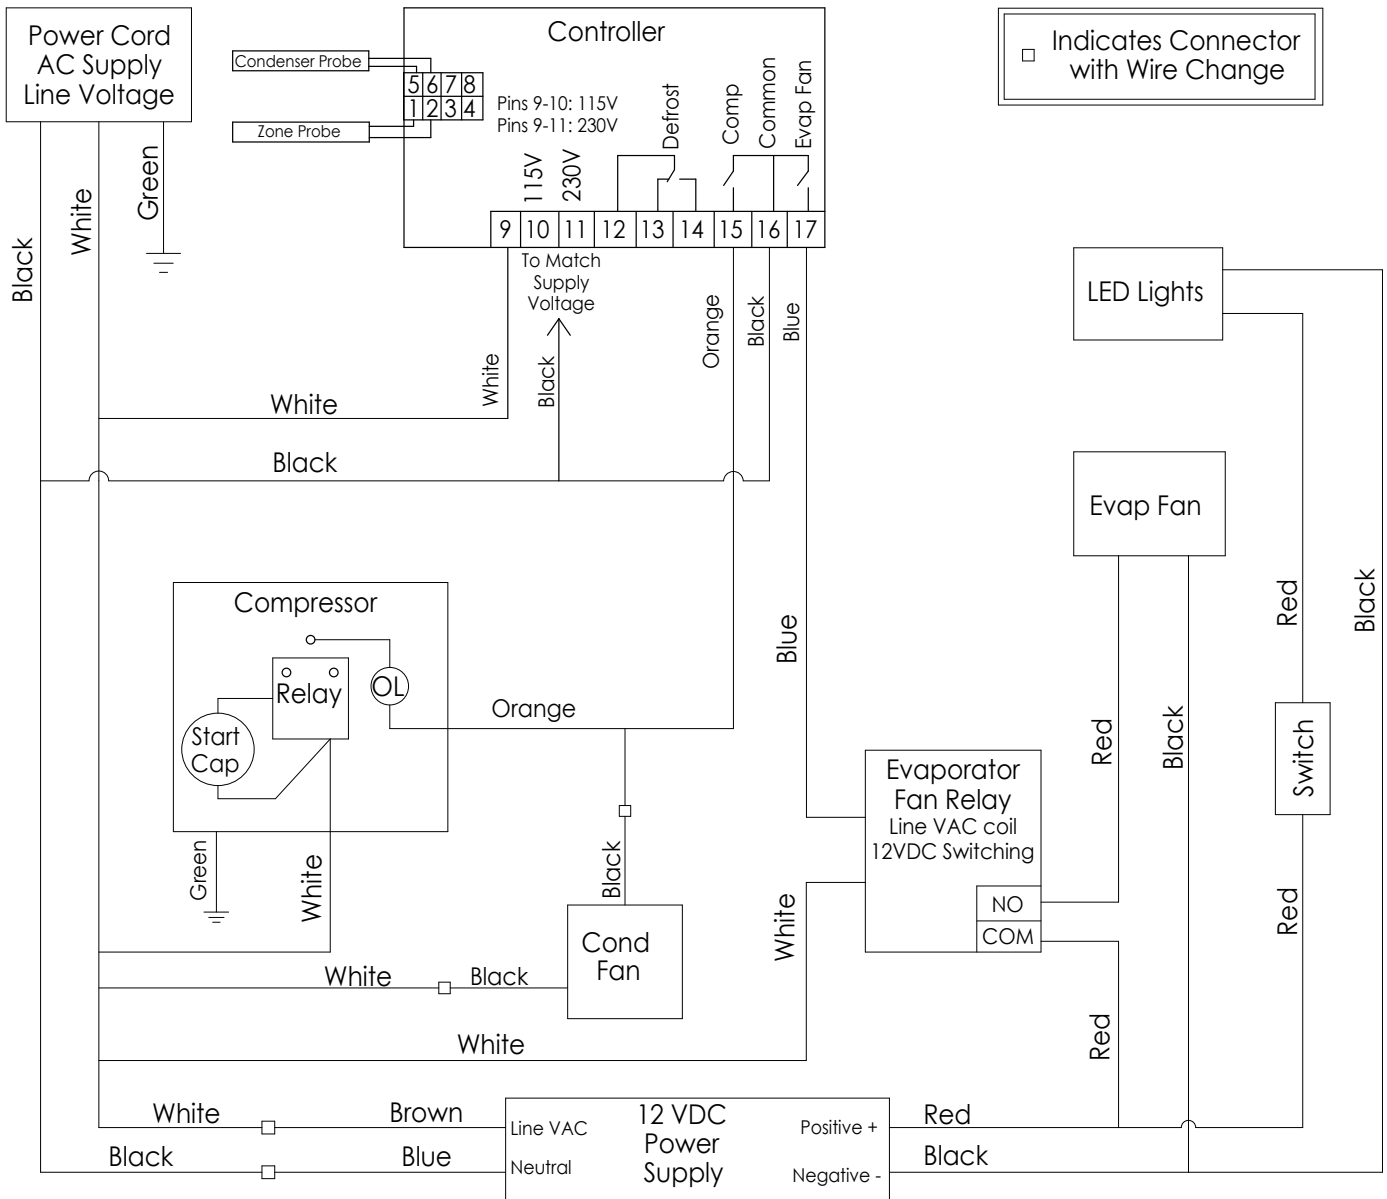 Power Cord
AC Supply
Line Voltage
Controller
Indicates Connector
with Wire Change
Condenser Probe
5 6 7 8
1 2 3 4
Zone Probe
Pins 9-10: 115V
Pins 9-11: 230V
115V
230V
Defrost
Comp
Common
Evap Fan
9 10 11 12 13 14 15 16 17
To Match
Supply
Voltage
Black
White
Green
White
Black
Orange
Black
Blue
White
Black
LED Lights
Evap Fan
Red
Black
Compressor
Relay
OL
Start
Cap
Orange
Blue
Red
Black
Switch
Evaporator
Fan Relay
Line VAC coil
12VDC Switching
NO
COM
Green
White
Black
Cond
Fan
White
Red
Red
White
Black
White
White
Brown
Line VAC
12 VDC
Power
Supply
Positive +
Red
Black
Blue
Neutral
Negative -
Black